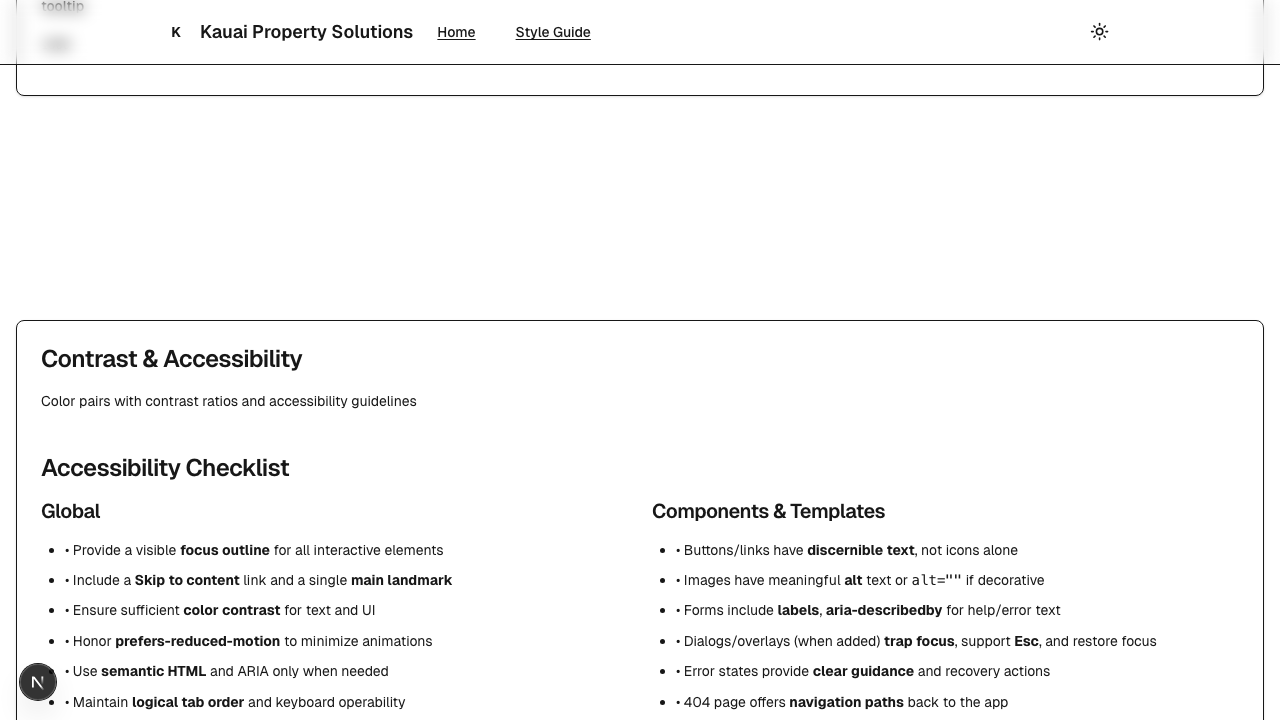 tooltip
K Kauai Property Solutions Home Style Guide
Contrast & Accessibility
Color pairs with contrast ratios and accessibility guidelines
Accessibility Checklist
Global
• • Provide a visible focus outline for all interactive elements
• • Include a Skip to content link and a single main landmark
• • Ensure sufficient color contrast for text and UI
• • Honor prefers-reduced-motion to minimize animations
• • Use semantic HTML and ARIA only when needed
• • Maintain logical tab order and keyboard operability
Components & Templates
• • Buttons/links have discernible text, not icons alone
• • Images have meaningful alt text or alt="" if decorative
• • Forms include labels, aria-describedby for help/error text
• • Dialogs/overlays (when added) trap focus, support Esc, and restore focus
• • Error states provide clear guidance and recovery actions
• • 404 page offers navigation paths back to the app
N